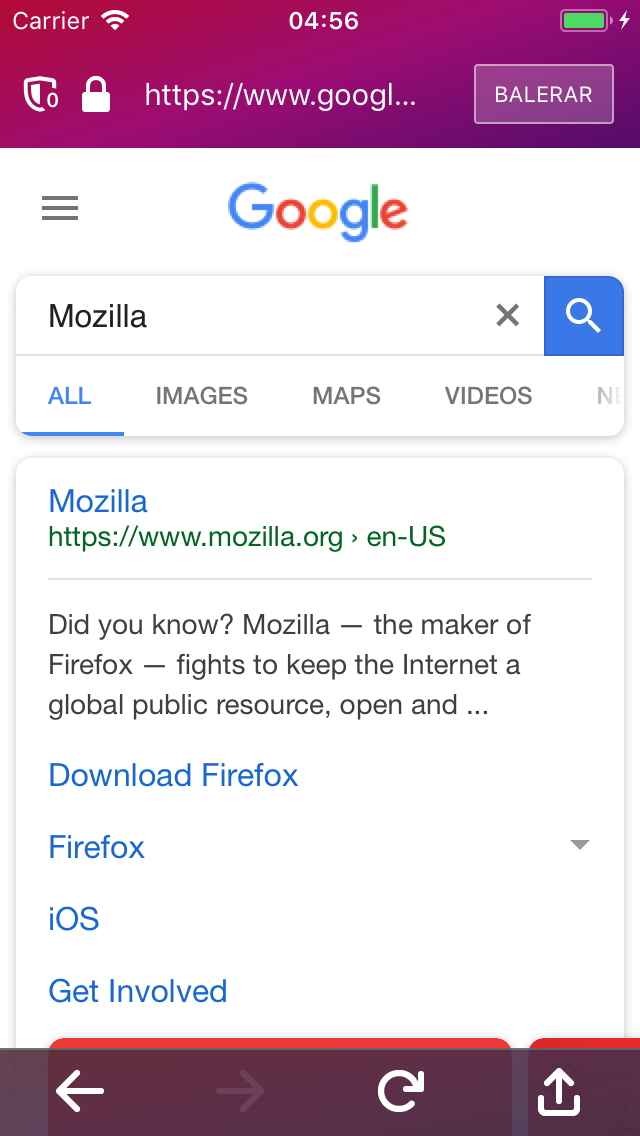 Carrier 04:56
0 https://www.googl... BALERAR
Google
Mozilla
ALL IMAGES MAPS VIDEOS NE
Mozilla
https://www.mozilla.org › en-US
Did you know? Mozilla — the maker of
Firefox — fights to keep the Internet a
global public resource, open and ...
Download Firefox
Firefox
iOS
Get Involved